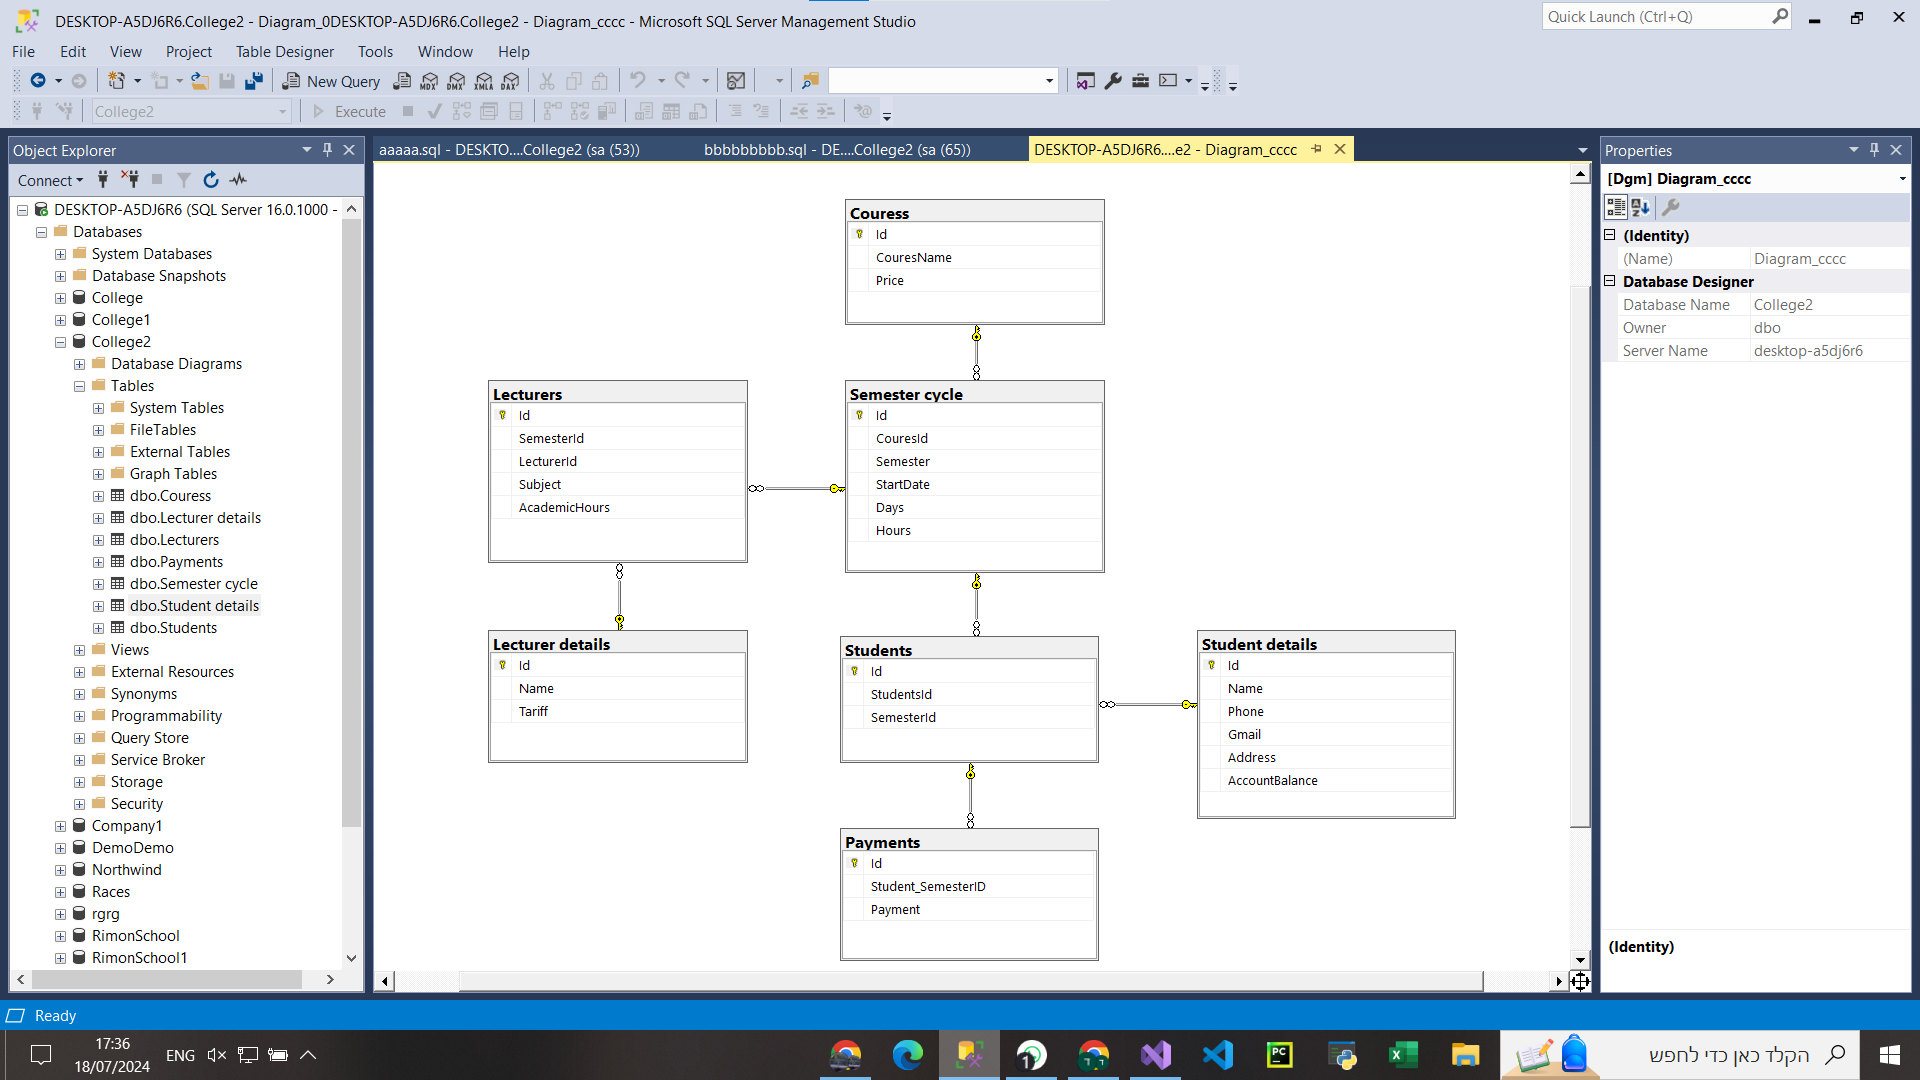 DESKTOP-A5DJ6R6.College2 - Diagram_0DESKTOP-A5DJ6R6.College2 - Diagram_cccc - Microsoft SQL Server Management Studio
Quick Launch (Ctrl+Q)
File Edit View Project Table Designer Tools Window Help
New Query MDX DMX XMLA DAX
College2 Execute
Object Explorer
Connect
DESKTOP-A5DJ6R6 (SQL Server 16.0.1000 -
Databases
System Databases
Database Snapshots
College
College1
College2
Database Diagrams
Tables
System Tables
FileTables
External Tables
Graph Tables
dbo.Couress
dbo.Lecturer details
dbo.Lecturers
dbo.Payments
dbo.Semester cycle
dbo.Student details
dbo.Students
Views
External Resources
Synonyms
Programmability
Query Store
Service Broker
Storage
Security
Company1
DemoDemo
Northwind
Races
rgrg
RimonSchool
RimonSchool1
aaaaa.sql - DESKTO....College2 (sa (53))
bbbbbbbbb.sql - DE....College2 (sa (65))
DESKTOP-A5DJ6R6....e2 - Diagram_cccc
Couress
Id
CouresName
Price
Lecturers
Id
SemesterId
LecturerId
Subject
AcademicHours
Semester cycle
Id
CouresId
Semester
StartDate
Days
Hours
Lecturer details
Id
Name
Tariff
Students
Id
StudentsId
SemesterId
Student details
Id
Name
Phone
Gmail
Address
AccountBalance
Payments
Id
Student_SemesterID
Payment
Properties
[Dgm] Diagram_cccc
(Identity)
(Name) Diagram_cccc
Database Designer
Database Name College2
Owner dbo
Server Name desktop-a5dj6r6
(Identity)
Ready
17:36
18/07/2024
ENG
PC
הקלד כאן כדי לחפש